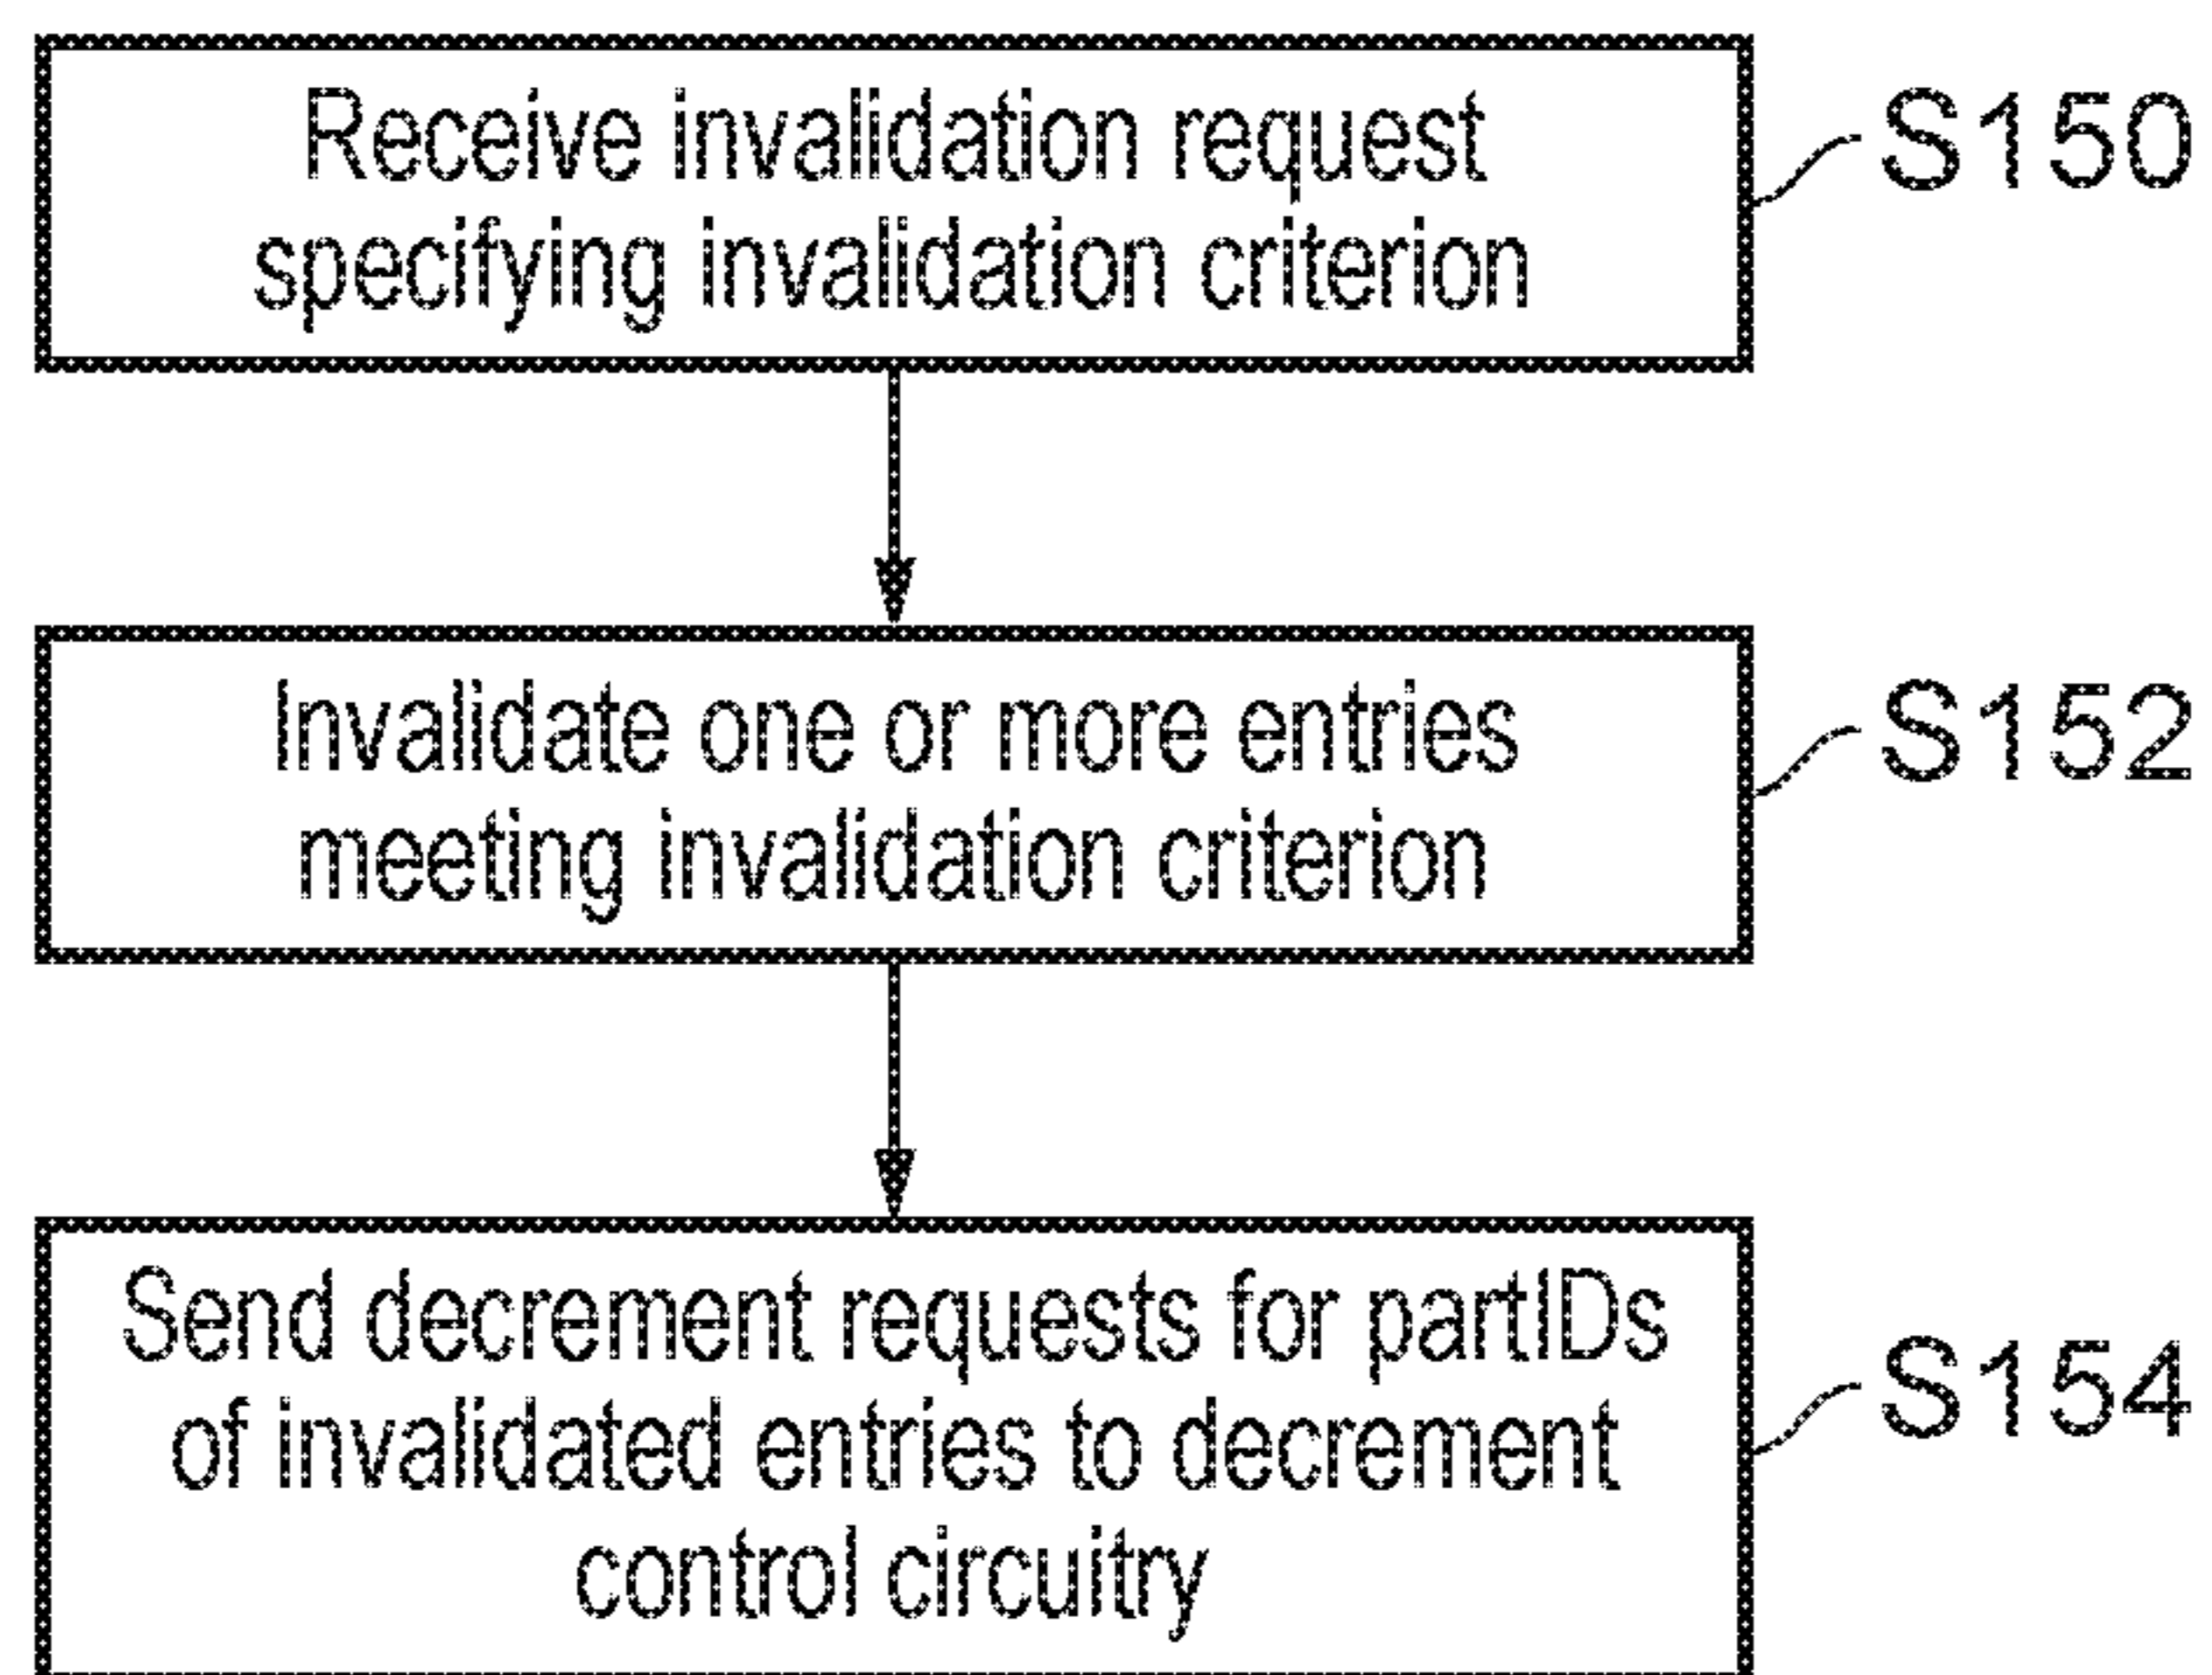 Receive invalidation request
specifying invalidation criterion
S150
Invalidate one or more entries
meeting invalidation criterion
S152
Send decrement requests for partIDs
of invalidated entries to decrement
control circuitry
S154